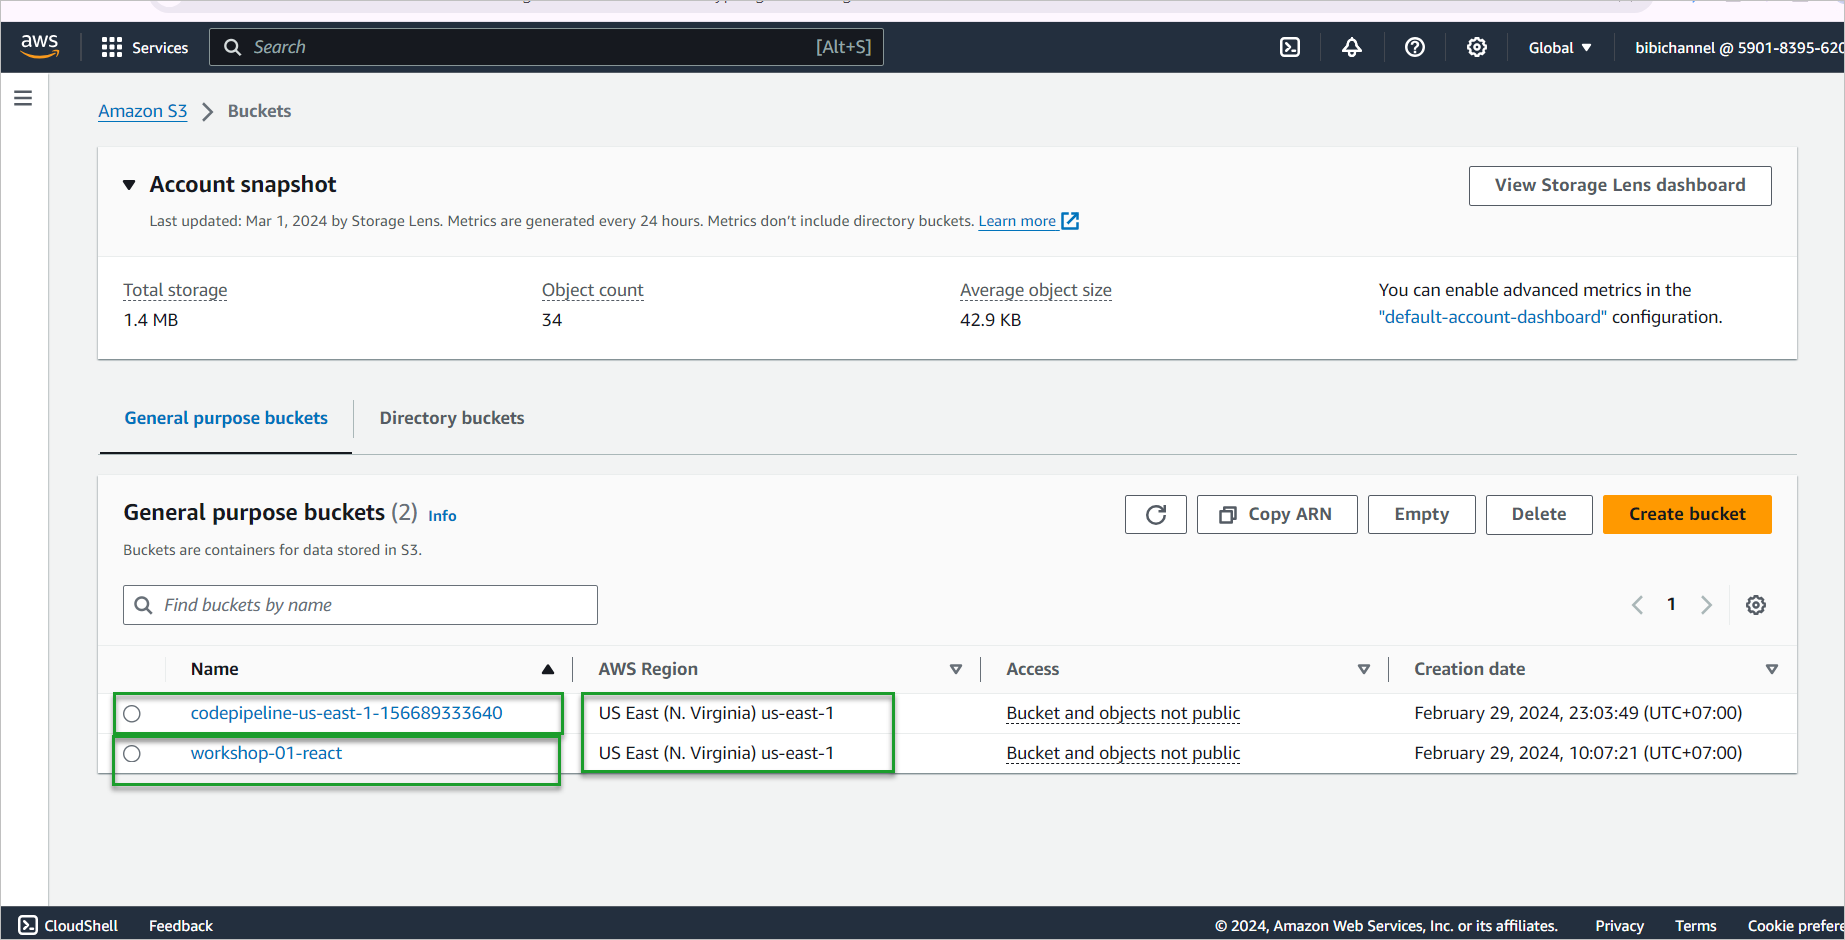 aws Services Search [Alt+S] Global ▼ bibichannel @ 5901-8395-620
Amazon S3 > Buckets
▼ Account snapshot View Storage Lens dashboard
Last updated: Mar 1, 2024 by Storage Lens. Metrics are generated every 24 hours. Metrics don’t include directory buckets. Learn more
Total storage Object count Average object size You can enable advanced metrics in the
1.4 MB 34 42.9 KB "default-account-dashboard" configuration.
General purpose buckets Directory buckets
General purpose buckets (2) Info Copy ARN Empty Delete Create bucket
Buckets are containers for data stored in S3.
Find buckets by name 1
Name AWS Region Access Creation date
codepipeline-us-east-1-156689333640 US East (N. Virginia) us-east-1 Bucket and objects not public February 29, 2024, 23:03:49 (UTC+07:00)
workshop-01-react US East (N. Virginia) us-east-1 Bucket and objects not public February 29, 2024, 10:07:21 (UTC+07:00)
CloudShell Feedback © 2024, Amazon Web Services, Inc. or its affiliates. Privacy Terms Cookie prefere